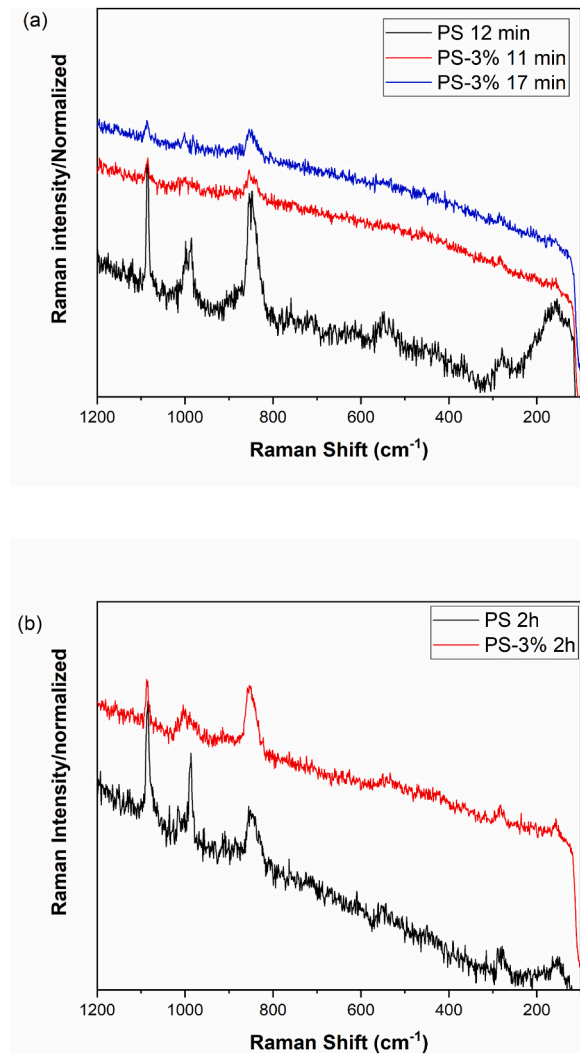 (a)
PS 12 min
PS-3% 11 min
PS-3% 17 min
Raman intensity/Normalized
1200 1000 800 600 400 200
Raman Shift (cm⁻¹)
(b)
PS 2h
PS-3% 2h
Raman Intensity/normalized
1200 1000 800 600 400 200
Raman Shift (cm⁻¹)